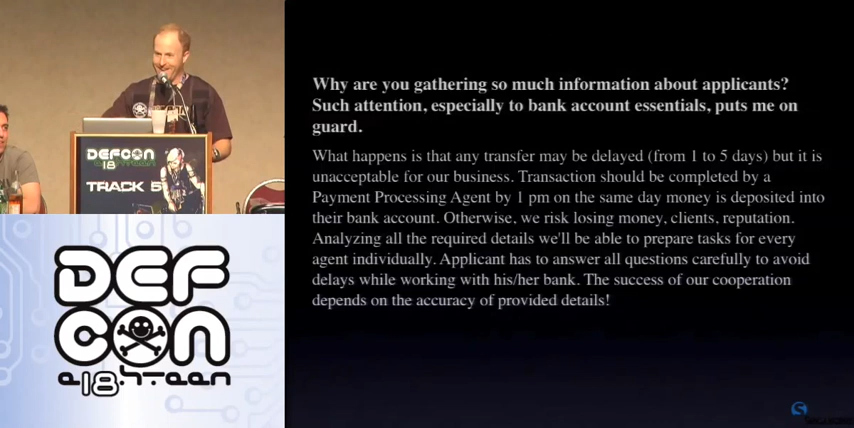 DEFCON
18
TRACK 5
DEF
CON
e18hteen
Why are you gathering so much information about applicants?
Such attention, especially to bank account essentials, puts me on
guard.
What happens is that any transfer may be delayed (from 1 to 5 days) but it is
unacceptable for our business. Transaction should be completed by a
Payment Processing Agent by 1 pm on the same day money is deposited into
their bank account. Otherwise, we risk losing money, clients, reputation.
Analyzing all the required details we'll be able to prepare tasks for every
agent individually. Applicant has to answer all questions carefully to avoid
delays while working with his/her bank. The success of our cooperation
depends on the accuracy of provided details!